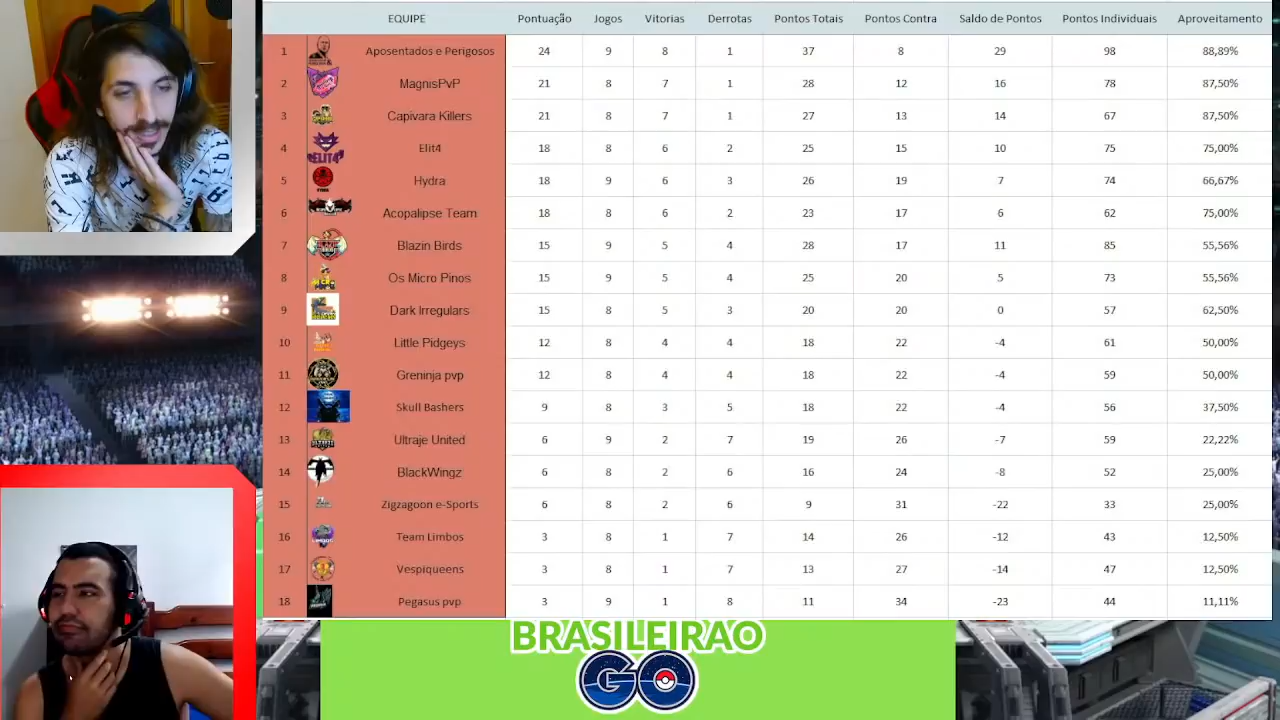 EQUIPE Pontuação Jogos Vitorias Derrotas Pontos Totais Pontos Contra Saldo de Pontos Pontos Individuais Aproveitamento
1 Aposentados e Perigosos 24 9 8 1 37 8 29 88,89%
2 MagnisPvP 21 8 7 1 28 12 16 78 87,50%
3 Capivara Killers 21 8 7 1 27 13 14 67 87,50%
4 Elit4 18 8 6 2 25 15 10 75 75,00%
5 Hydra 18 9 6 3 26 19 7 74 66,67%
6 Acopalipse Team 18 8 6 2 23 17 6 62 75,00%
7 Blazin Birds 15 9 5 4 28 17 11 55,56%
8 Os Micro Pinos 15 9 5 4 25 20 5 73 55,56%
9 Dark Irregulars 15 8 5 3 20 20 0 57 62,50%
10 Little Pidgeys 12 8 4 4 18 22 -4 61 50,00%
11 Greninja pvp 12 8 4 4 18 22 -4 50,00%
12 Skull Bashers 9 8 3 5 18 22 -4 56 37,50%
13 Ultraje United 6 9 2 7 19 26 -7 59 22,22%
14 BlackWingz 6 8 2 6 16 24 -8 25,00%
15 Zigzagoon e-Sports 6 8 2 6 9 31 -22 33 25,00%
16 Team Limbos 3 8 1 7 14 26 -12 43 12,50%
17 Vespiqueens 3 8 1 7 13 27 -14 47 12,50%
18 Pegasus pvp 3 9 1 8 11 34 -23 44 11,11%
ELIT4
BRASILEIRAO
GO